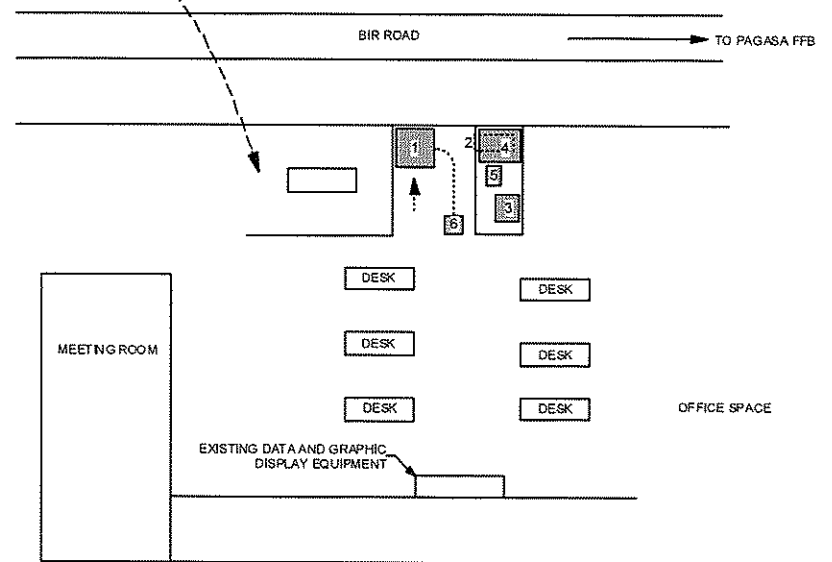 BIR ROAD
TO PAGASA FFB
1
2
4
5
3
6
DESK
DESK
MEETING ROOM
DESK
DESK
DESK
DESK
OFFICE SPACE
EXISTING DATA AND GRAPHIC
DISPLAY EQUIPMENT